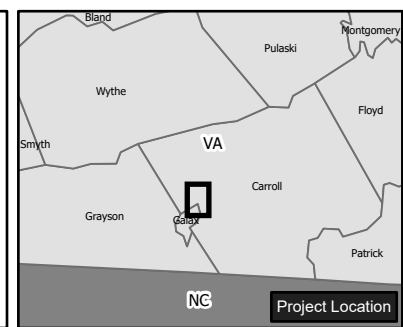 Bland
Montgomery
Pulaski
Wythe
Floyd
Smyth
VA
Carroll
Grayson
Galax
Patrick
NC
Project Location